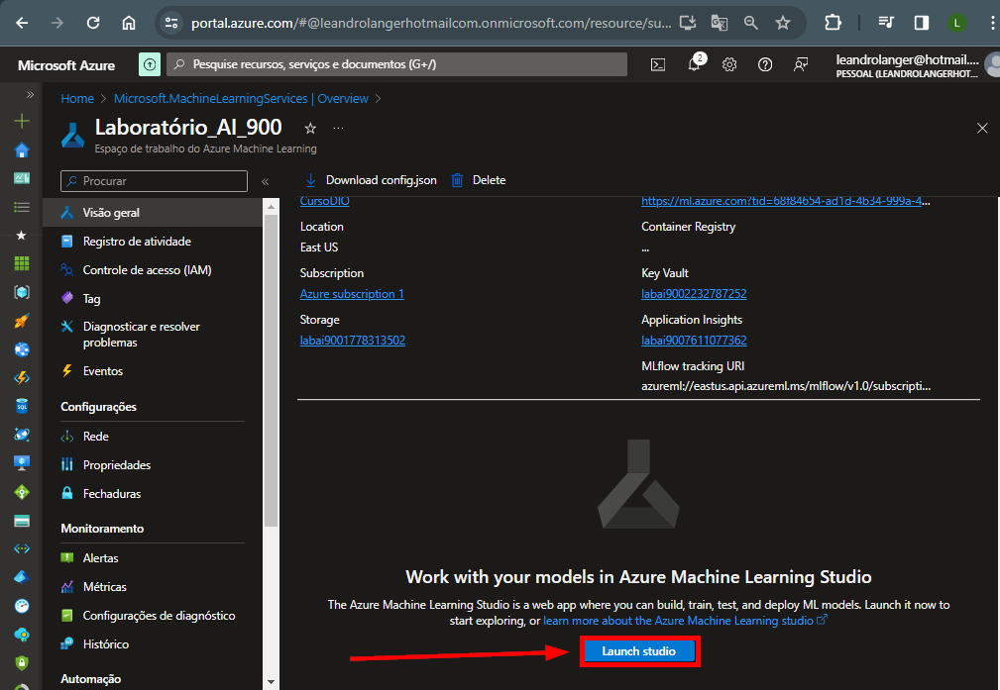 portal.azure.com/#@leandrolangerhotmailcom.onmicrosoft.com/resource/su...
L
Microsoft Azure
Pesquise recursos, serviços e documentos (G+/)
2
leandrolanger@hotmail....
PESSOAL (LEANDROLANGERHOT...
Home > Microsoft.MachineLearningServices | Overview >
Laboratório_AI_900
...
Espaço de trabalho do Azure Machine Learning
Procurar
«
Download config.json
Delete
Visão geral
Registro de atividade
Controle de acesso (IAM)
Tag
Diagnosticar e resolver
problemas
Eventos
Configurações
Rede
Propriedades
Fechaduras
Monitoramento
Alertas
Métricas
Configurações de diagnóstico
Histórico
Automação
SQL
CursoDIO
Location
East US
Subscription
Azure subscription 1
Storage
labai9001778313502
https://ml.azure.com?tid=68f84654-ad1d-4b34-999a-4...
Container Registry
...
Key Vault
labai9002232787252
Application Insights
labai9007611077362
MLflow tracking URI
azureml://eastus.api.azureml.ms/mlflow/v1.0/subscripti...
Work with your models in Azure Machine Learning Studio
The Azure Machine Learning Studio is a web app where you can build, train, test, and deploy ML models. Launch it now to
start exploring, or learn more about the Azure Machine Learning studio
Launch studio